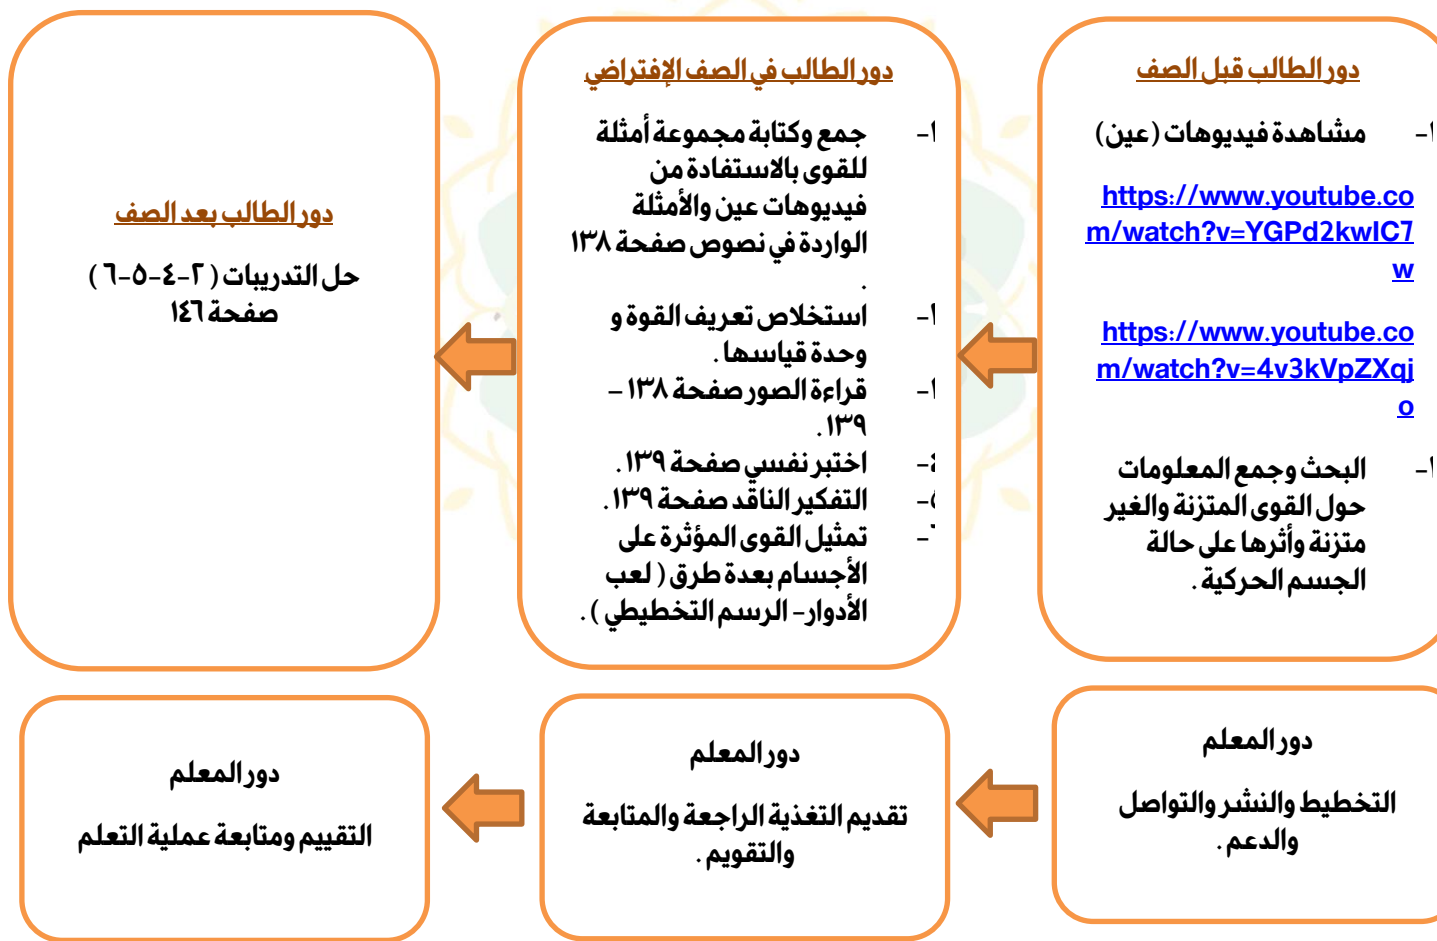 دور الطالب قبل الصف
مشاهدة فيديوهات (عين)
https://www.youtube.co
m/watch?v=YGPd2kwIC7
w
https://www.youtube.co
m/watch?v=4v3kVpZXqj
o
البحث وجمع المعلومات
حول القوى المتزنة والغير
متزنة وأثرها على حالة
الجسم الحركية .
دور الطالب في الصف الإفتراضي
جمع وكتابة مجموعة أمثلة
للقوى بالاستفادة من
فيديوهات عين والأمثلة
الواردة في نصوص صفحة ١٣٨
.
استخلاص تعريف القوة و
وحدة قياسها .
قراءة الصور صفحة ١٣٨ –
١٣٩ .
٤- اختبر نفسي صفحة ١٣٩ .
٥- التفكير الناقد صفحة ١٣٩ .
تمثيل القوى المؤثرة على
الأجسام بعدة طرق ( لعب
الأدوار – الرسم التخطيطي ) .
دور الطالب بعد الصف
حل التدريبات ( ٢-٤-٥-٦ )
صفحة ١٤٦
دور المعلم
التخطيط والنشر والتواصل
والدعم .
دور المعلم
تقديم التغذية الراجعة والمتابعة
والتقويم .
دور المعلم
التقييم ومتابعة عملية التعلم